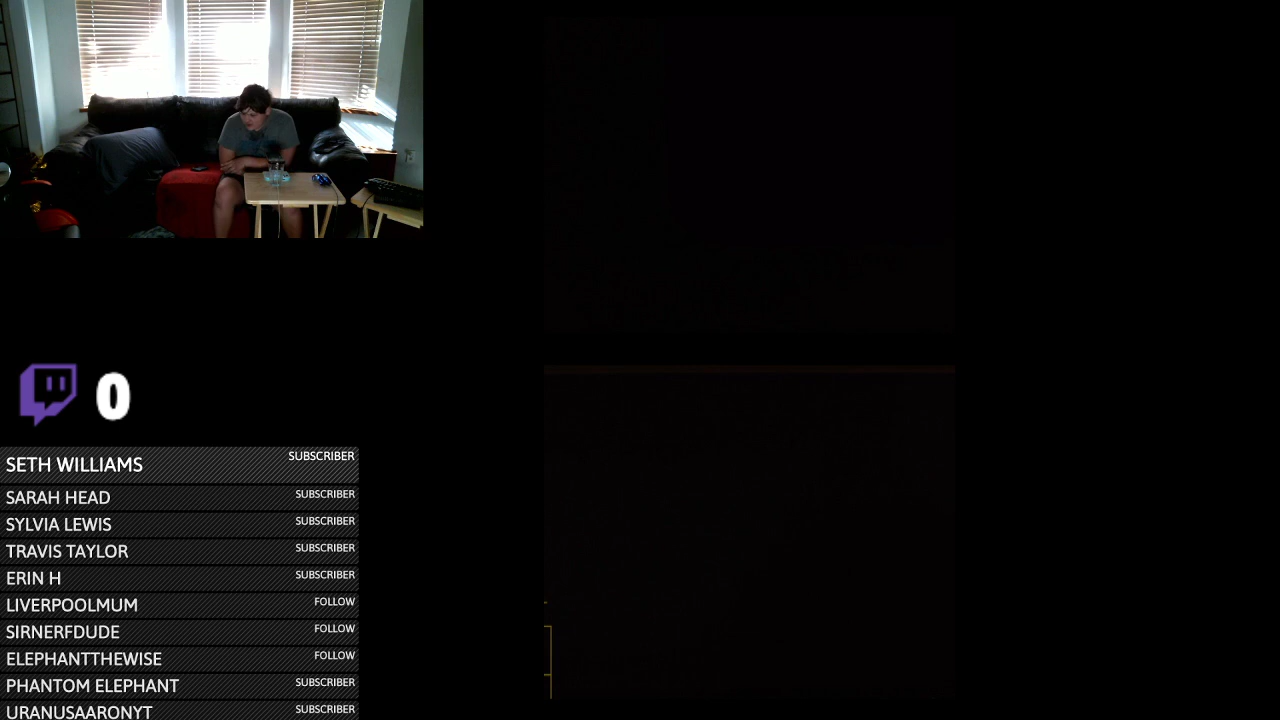 0
SETH WILLIAMS SUBSCRIBER
SARAH HEAD SUBSCRIBER
SYLVIA LEWIS SUBSCRIBER
TRAVIS TAYLOR SUBSCRIBER
ERIN H SUBSCRIBER
LIVERPOOLMUM FOLLOW
SIRNERFDUDE FOLLOW
ELEPHANTTHEWISE FOLLOW
PHANTOM ELEPHANT SUBSCRIBER
URANUSAARONYT SUBSCRIBER